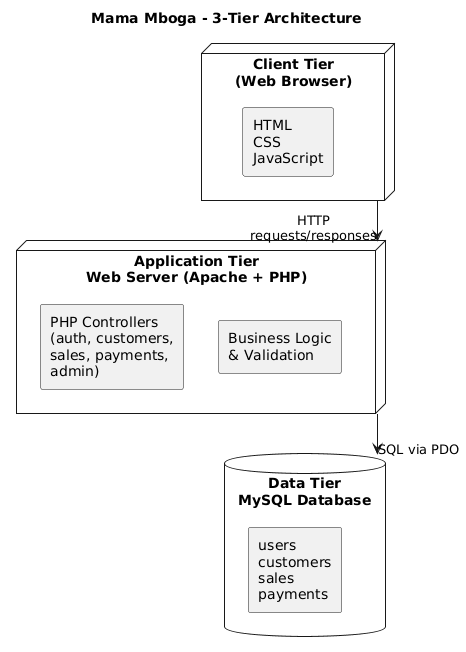 Mama Mboga - 3-Tier Architecture
Client Tier
(Web Browser)
HTML
CSS
JavaScript
HTTP
requests/responses
Application Tier
Web Server (Apache + PHP)
PHP Controllers
(auth, customers,
sales, payments,
admin)
Business Logic
& Validation
SQL via PDO
Data Tier
MySQL Database
users
customers
sales
payments